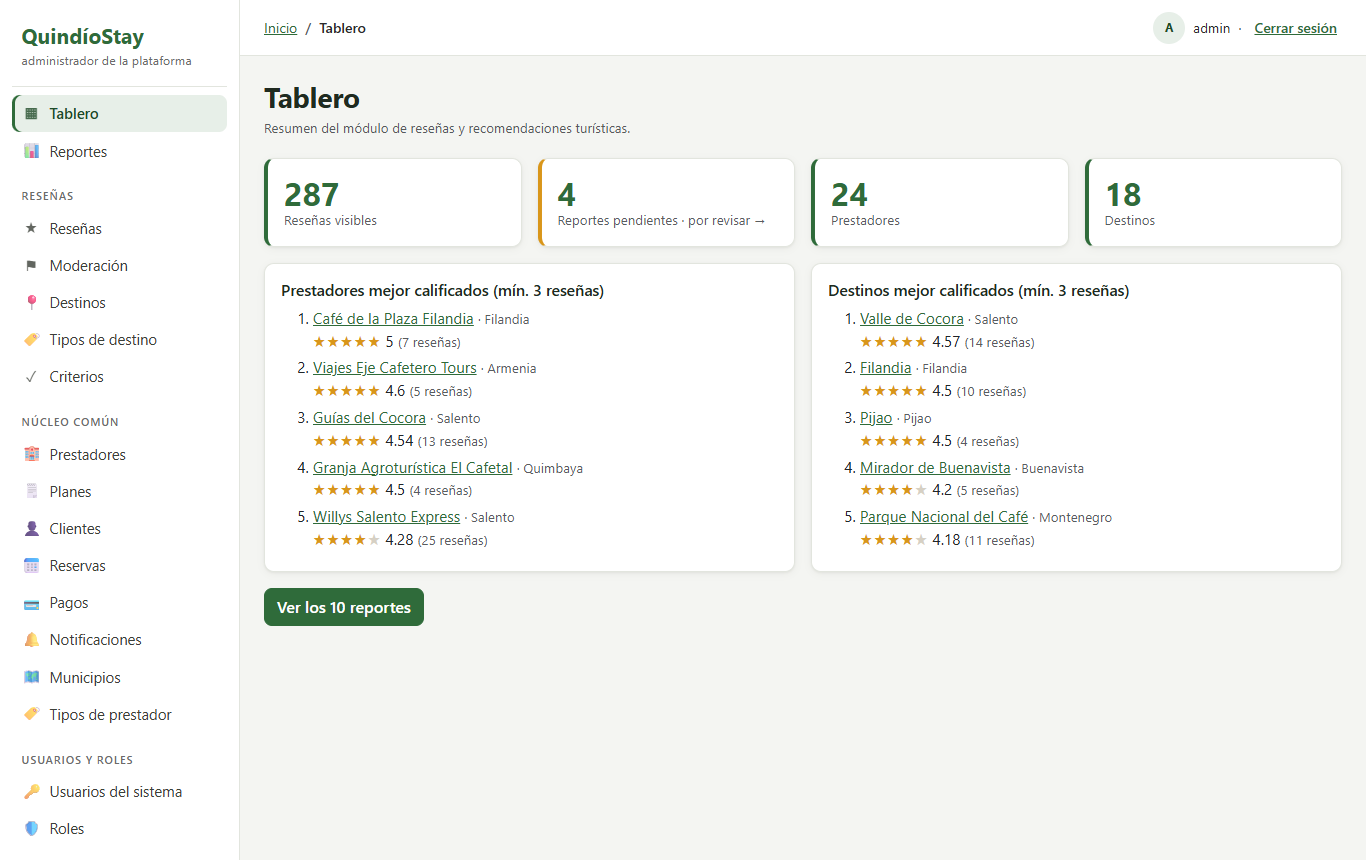 QuindíoStay
administrador de la plataforma
Tablero
Reportes
RESEÑAS
Reseñas
Moderación
Destinos
Tipos de destino
Criterios
NÚCLEO COMÚN
Prestadores
Planes
Clientes
Reservas
Pagos
Notificaciones
Municipios
Tipos de prestador
USUARIOS Y ROLES
Usuarios del sistema
Roles
Inicio / Tablero
A admin · Cerrar sesión
Tablero
Resumen del módulo de reseñas y recomendaciones turísticas.
287
Reseñas visibles
4
Reportes pendientes · por revisar →
24
Prestadores
18
Destinos
Prestadores mejor calificados (mín. 3 reseñas)
1. Café de la Plaza Filandia · Filandia
★★★★★ 5 (7 reseñas)
2. Viajes Eje Cafetero Tours · Armenia
★★★★★ 4.6 (5 reseñas)
3. Guías del Cocora · Salento
★★★★★ 4.54 (13 reseñas)
4. Granja Agroturística El Cafetal · Quimbaya
★★★★★ 4.5 (4 reseñas)
5. Willys Salento Express · Salento
★★★★★ 4.28 (25 reseñas)
Destinos mejor calificados (mín. 3 reseñas)
1. Valle de Cocora · Salento
★★★★★ 4.57 (14 reseñas)
2. Filandia · Filandia
★★★★★ 4.5 (10 reseñas)
3. Pijao · Pijao
★★★★★ 4.5 (4 reseñas)
4. Mirador de Buenavista · Buenavista
★★★★★ 4.2 (5 reseñas)
5. Parque Nacional del Café · Montenegro
★★★★★ 4.18 (11 reseñas)
Ver los 10 reportes